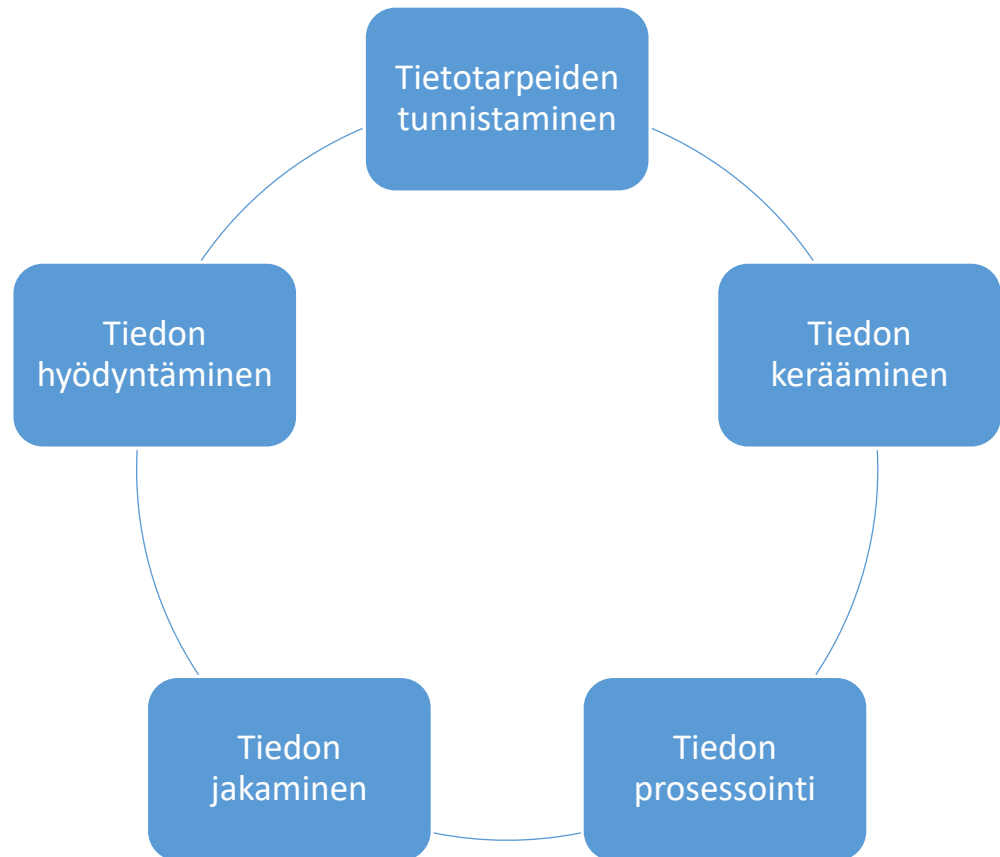 Tietotarpeiden
tunnistaminen
Tiedon
kerääminen
Tiedon
prosessointi
Tiedon
jakaminen
Tiedon
hyödyntäminen